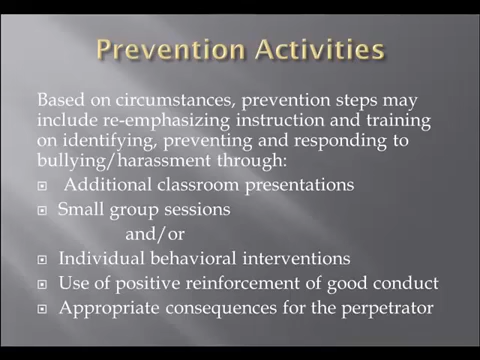 Prevention Activities
Based on circumstances, prevention steps may
include re-emphasizing instruction and training
on identifying, preventing and responding to
bullying/harassment through:
Additional classroom presentations
Small group sessions
and/or
Individual behavioral interventions
Use of positive reinforcement of good conduct
Appropriate consequences for the perpetrator